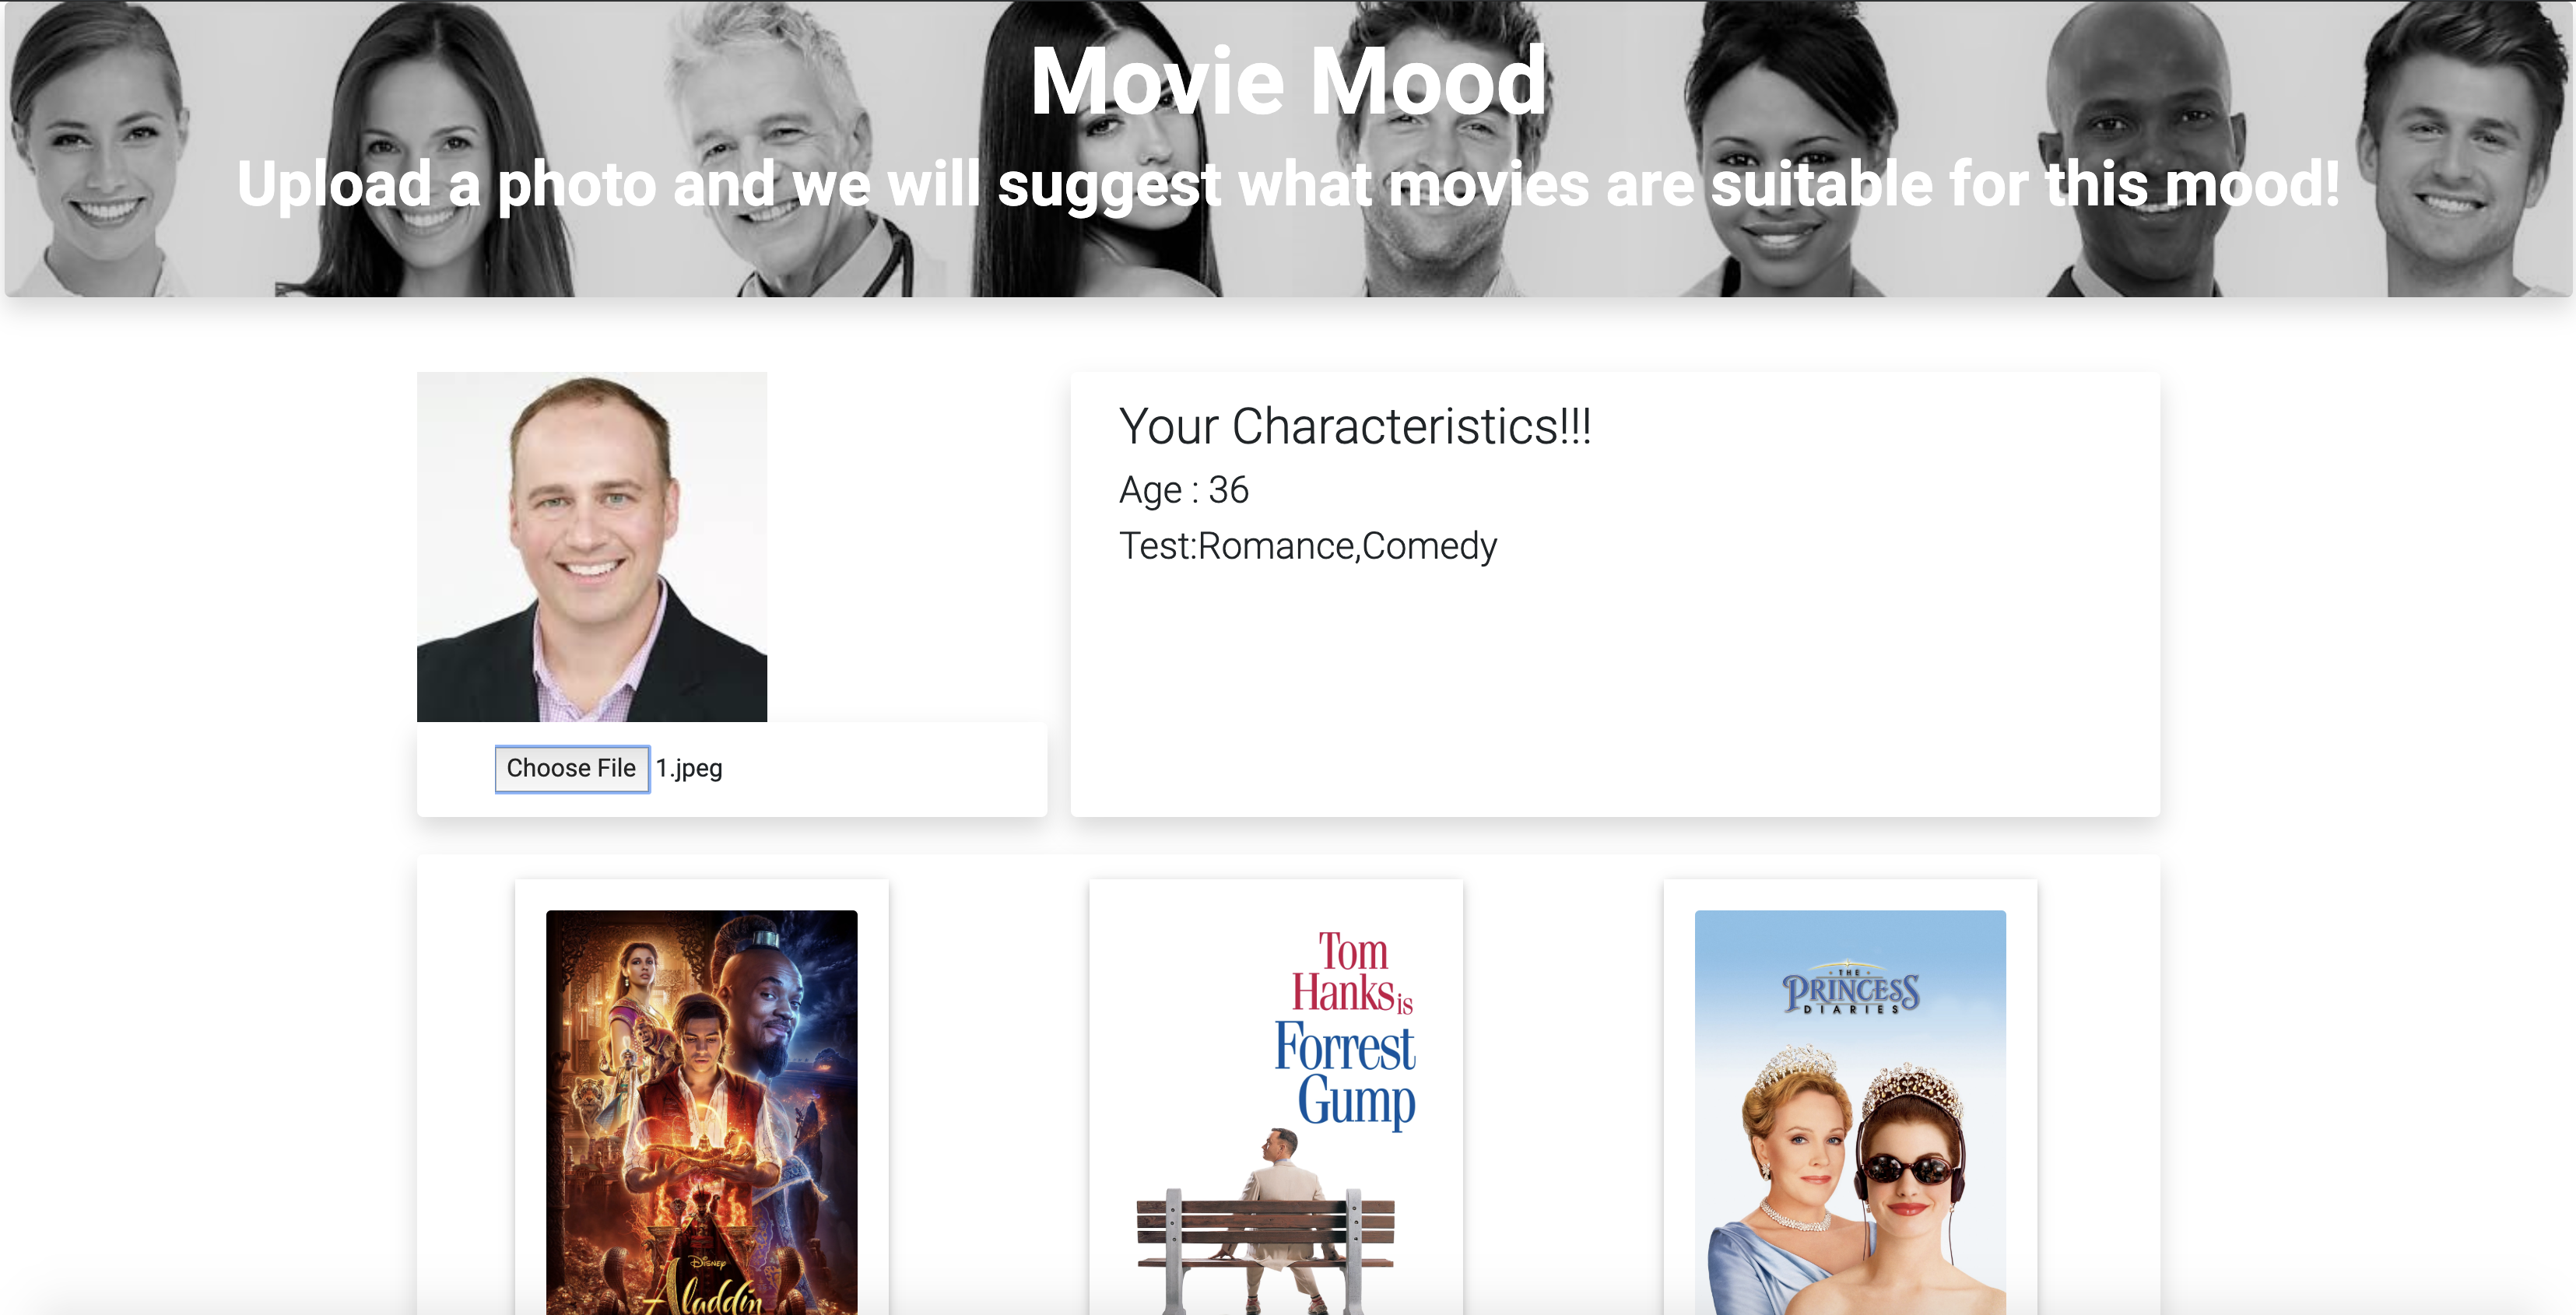 Movie Mood
Upload a photo and we will suggest what movies are suitable for this mood!
Your Characteristics!!!
Age : 36
Test:Romance,Comedy
Choose File 1.jpeg
Disney
Aladdin
Tom
Hanks is
Forrest
Gump
THE
PRINCESS
DIARIES